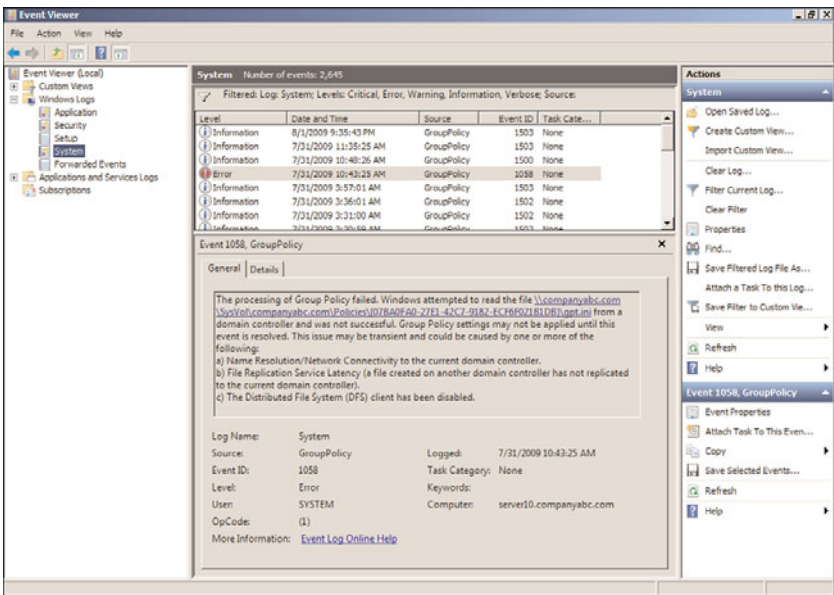 Event Viewer
File Action View Help
Event Viewer (Local)
Custom Views
Windows Logs
Application
Security
Setup
System
Forwarded Events
Applications and Services Logs
Subscriptions
System Number of events: 2,645
Filtered: Log: System; Levels: Critical, Error, Warning, Information, Verbose; Source:
Level Date and Time Source Event ID Task Cate...
Information 8/1/2009 9:35:43 PM GroupPolicy 1503 None
Information 7/31/2009 11:35:25 AM GroupPolicy 1503 None
Information 7/31/2009 10:48:26 AM GroupPolicy 1500 None
Error 7/31/2009 10:43:25 AM GroupPolicy 1058 None
Information 7/31/2009 3:57:01 AM GroupPolicy 1503 None
Information 7/31/2009 3:36:01 AM GroupPolicy 1502 None
Information 7/31/2009 3:31:00 AM GroupPolicy 1502 None
Information 7/31/2009 3:30:59 AM GroupPolicy 1503 None
Event 1058, GroupPolicy
General Details
The processing of Group Policy failed. Windows attempted to read the file \\companyabc.com
\SysVol\companyabc.com\Policies\{07BA0FA0-27E1-42C7-9182-ECF6F021B1DB}\gpt.ini from a
domain controller and was not successful. Group Policy settings may not be applied until this
event is resolved. This issue may be transient and could be caused by one or more of the
following:
a) Name Resolution/Network Connectivity to the current domain controller.
b) File Replication Service Latency (a file created on another domain controller has not replicated
to the current domain controller).
c) The Distributed File System (DFS) client has been disabled.
Log Name: System
Source: GroupPolicy Logged: 7/31/2009 10:43:25 AM
Event ID: 1058 Task Category: None
Level: Error Keywords:
User: SYSTEM Computer: server10.companyabc.com
OpCode: (1)
More Information: Event Log Online Help
Actions
System
Open Saved Log...
Create Custom View...
Import Custom View...
Clear Log...
Filter Current Log...
Clear Filter
Properties
Find...
Save Filtered Log File As...
Attach a Task To this Log...
Save Filter to Custom Vie...
View
Refresh
Help
Event 1058, GroupPolicy
Event Properties
Attach Task To This Even...
Copy
Save Selected Events...
Refresh
Help